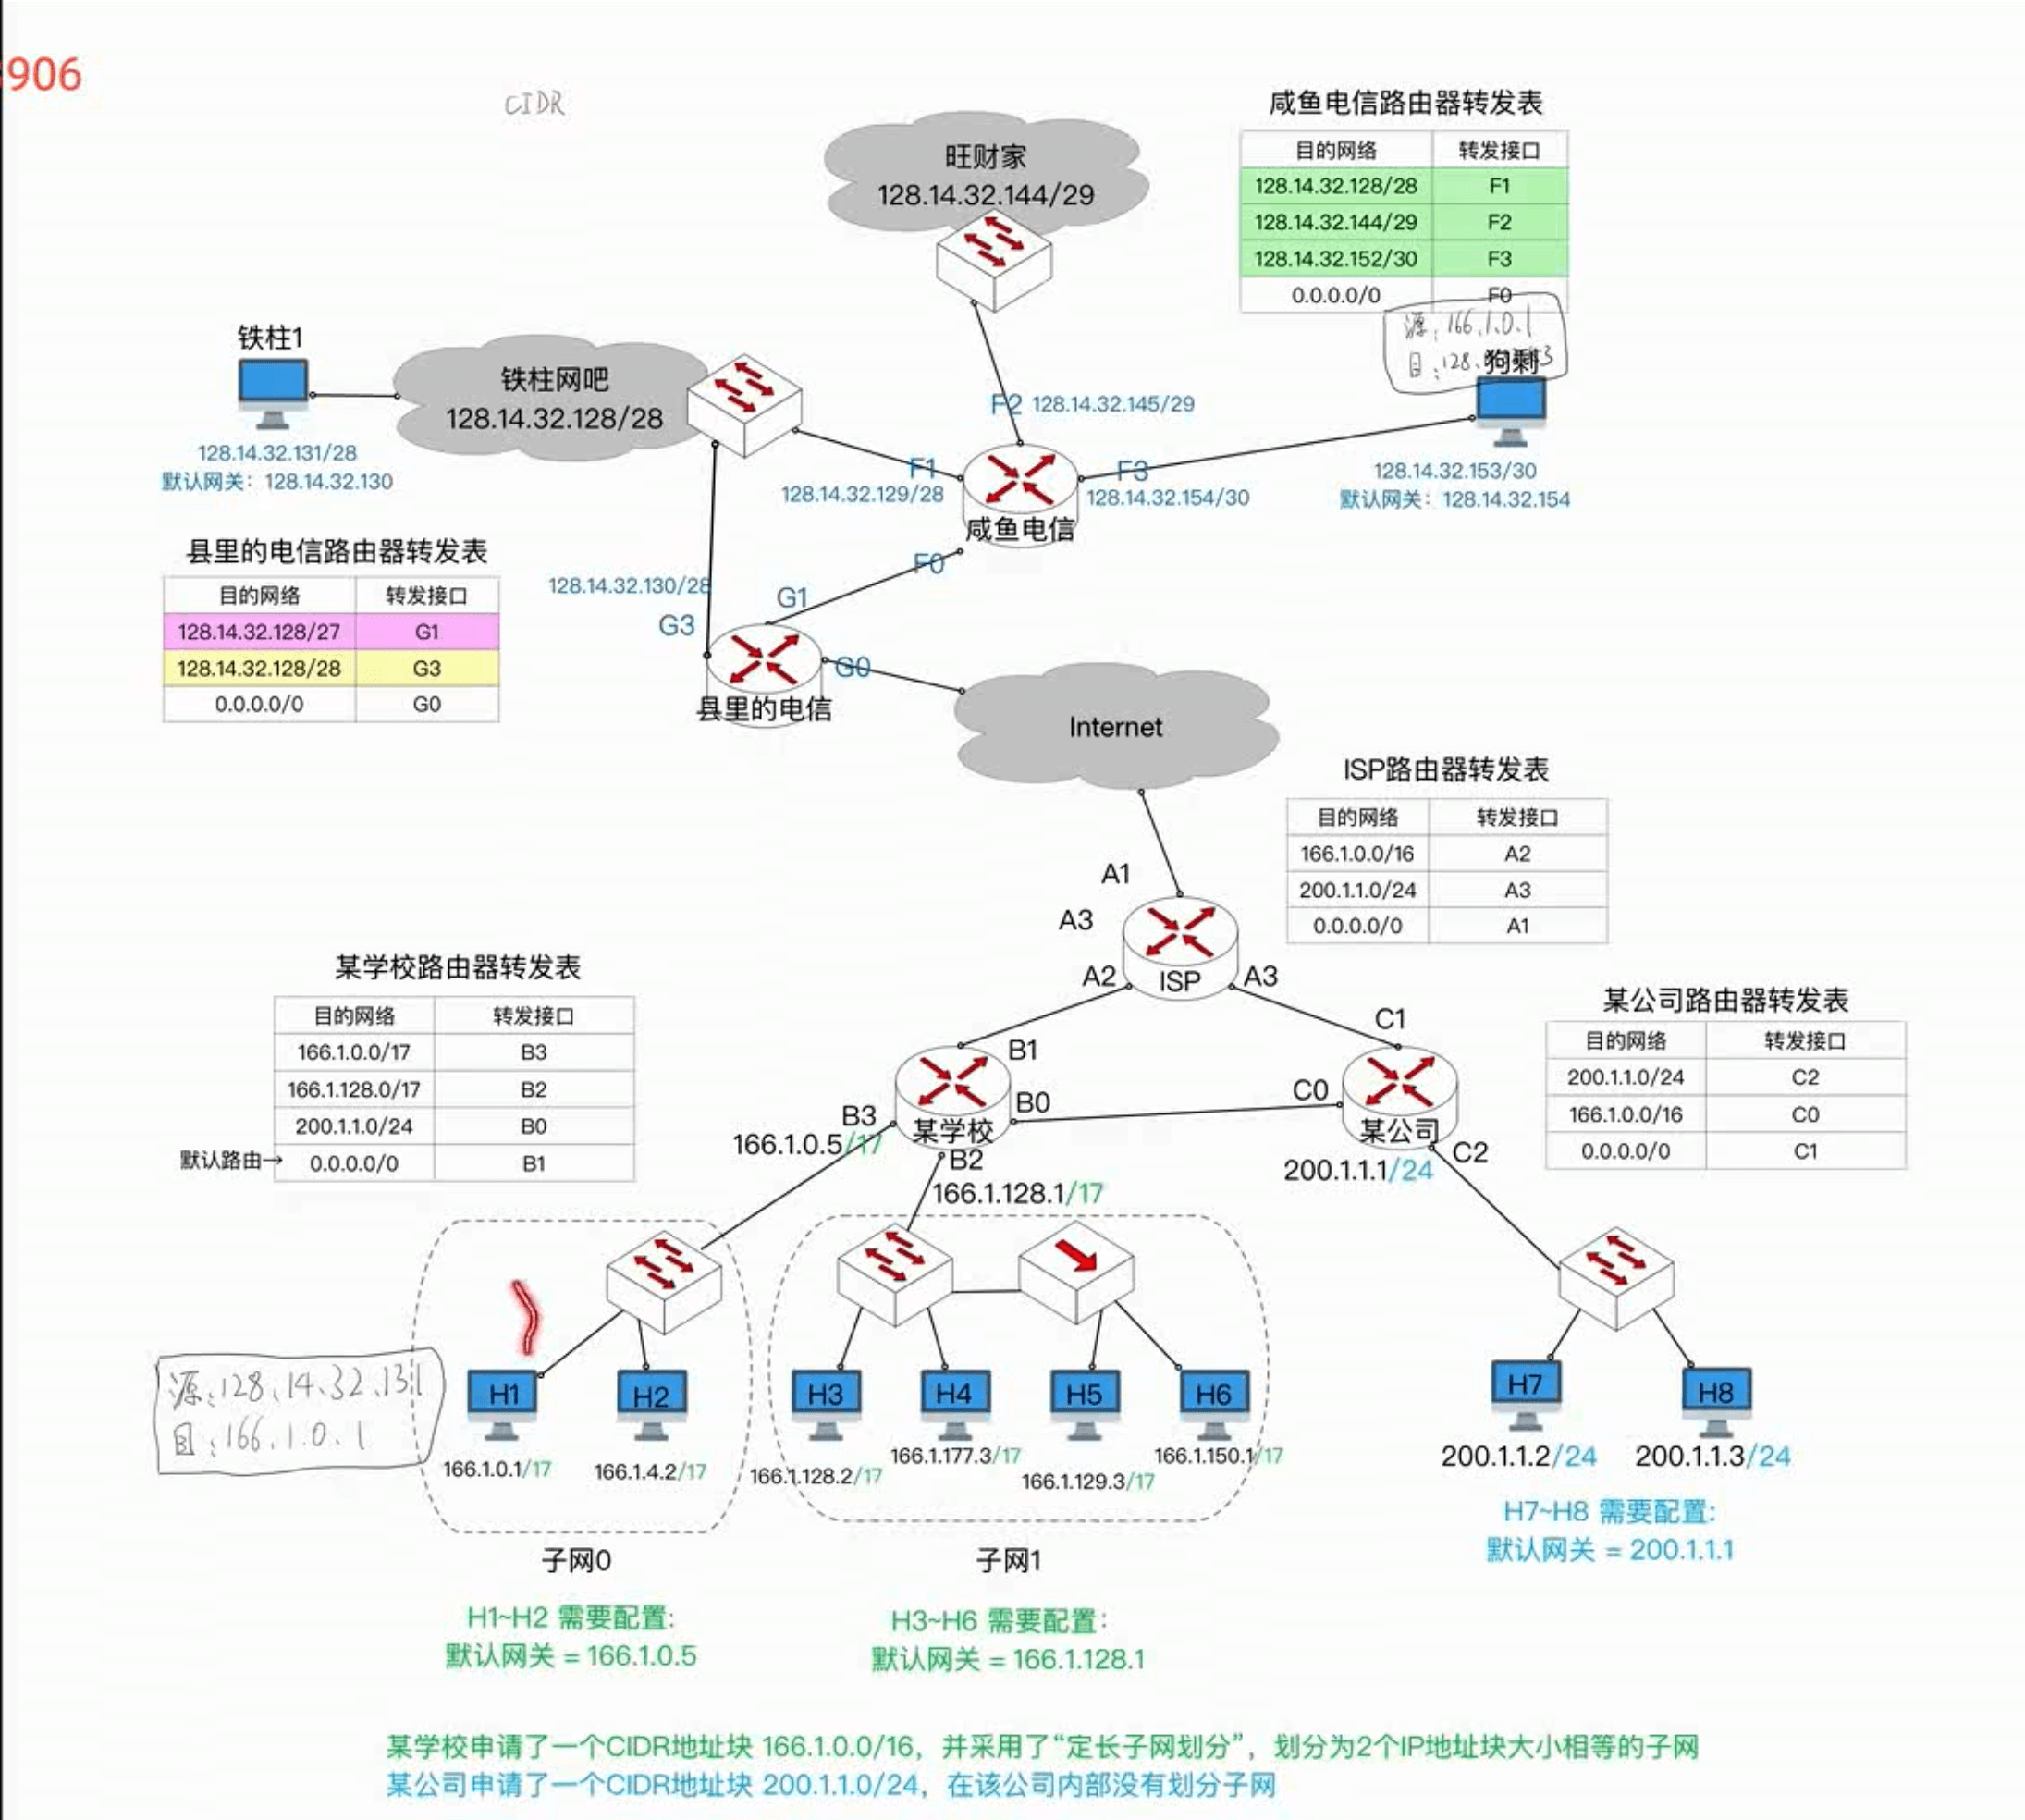 906
CIDR
旺财家
128.14.32.144/29
咸鱼电信路由器转发表
目的网络 转发接口
128.14.32.128/28 F1
128.14.32.144/29 F2
128.14.32.152/30 F3
0.0.0.0/0 F0
源:166.1.0.1
目:128.
狗剩
铁柱1
铁柱网吧
128.14.32.128/28
128.14.32.131/28
默认网关:128.14.32.130
F2 128.14.32.145/29
F1
128.14.32.129/28
F3
128.14.32.154/30
128.14.32.153/30
默认网关:128.14.32.154
咸鱼电信
F0
县里的电信路由器转发表
目的网络 转发接口
128.14.32.128/27 G1
128.14.32.128/28 G3
0.0.0.0/0 G0
128.14.32.130/28
G1
G3
G0
县里的电信
Internet
ISP路由器转发表
目的网络 转发接口
166.1.0.0/16 A2
200.1.1.0/24 A3
0.0.0.0/0 A1
A1
A3
A2 ISP A3
某学校路由器转发表
目的网络 转发接口
166.1.0.0/17 B3
166.1.128.0/17 B2
200.1.1.0/24 B0
默认路由→ 0.0.0.0/0 B1
某公司路由器转发表
目的网络 转发接口
200.1.1.0/24 C2
166.1.0.0/16 C0
0.0.0.0/0 C1
B1
C1
B3 B0 C0
166.1.0.5/17
某学校
B2
166.1.128.1/17
某公司
C2
200.1.1.1/24
源:128.14.32.131
目:166.1.0.1
H1 H2 H3 H4 H5 H6 H7 H8
166.1.0.1/17 166.1.4.2/17 166.1.128.2/17 166.1.177.3/17 166.1.129.3/17 166.1.150.1/17
200.1.1.2/24 200.1.1.3/24
H7~H8 需要配置:
默认网关 = 200.1.1.1
子网0 子网1
H1~H2 需要配置:
默认网关 = 166.1.0.5
H3~H6 需要配置:
默认网关 = 166.1.128.1
某学校申请了一个CIDR地址块 166.1.0.0/16，并采用了“定长子网划分”，划分为2个IP地址块大小相等的子网
某公司申请了一个CIDR地址块 200.1.1.0/24，在该公司内部没有划分子网